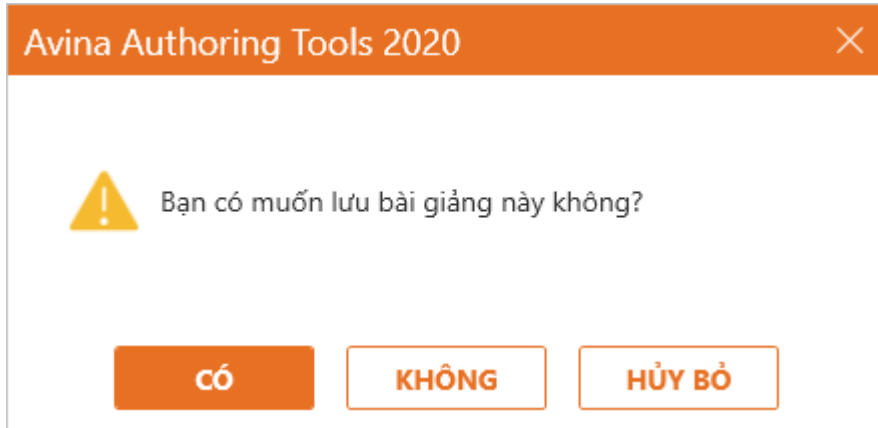 Avina Authoring Tools 2020
Bạn có muốn lưu bài giảng này không?
CÓ
KHÔNG
HỦY BỎ